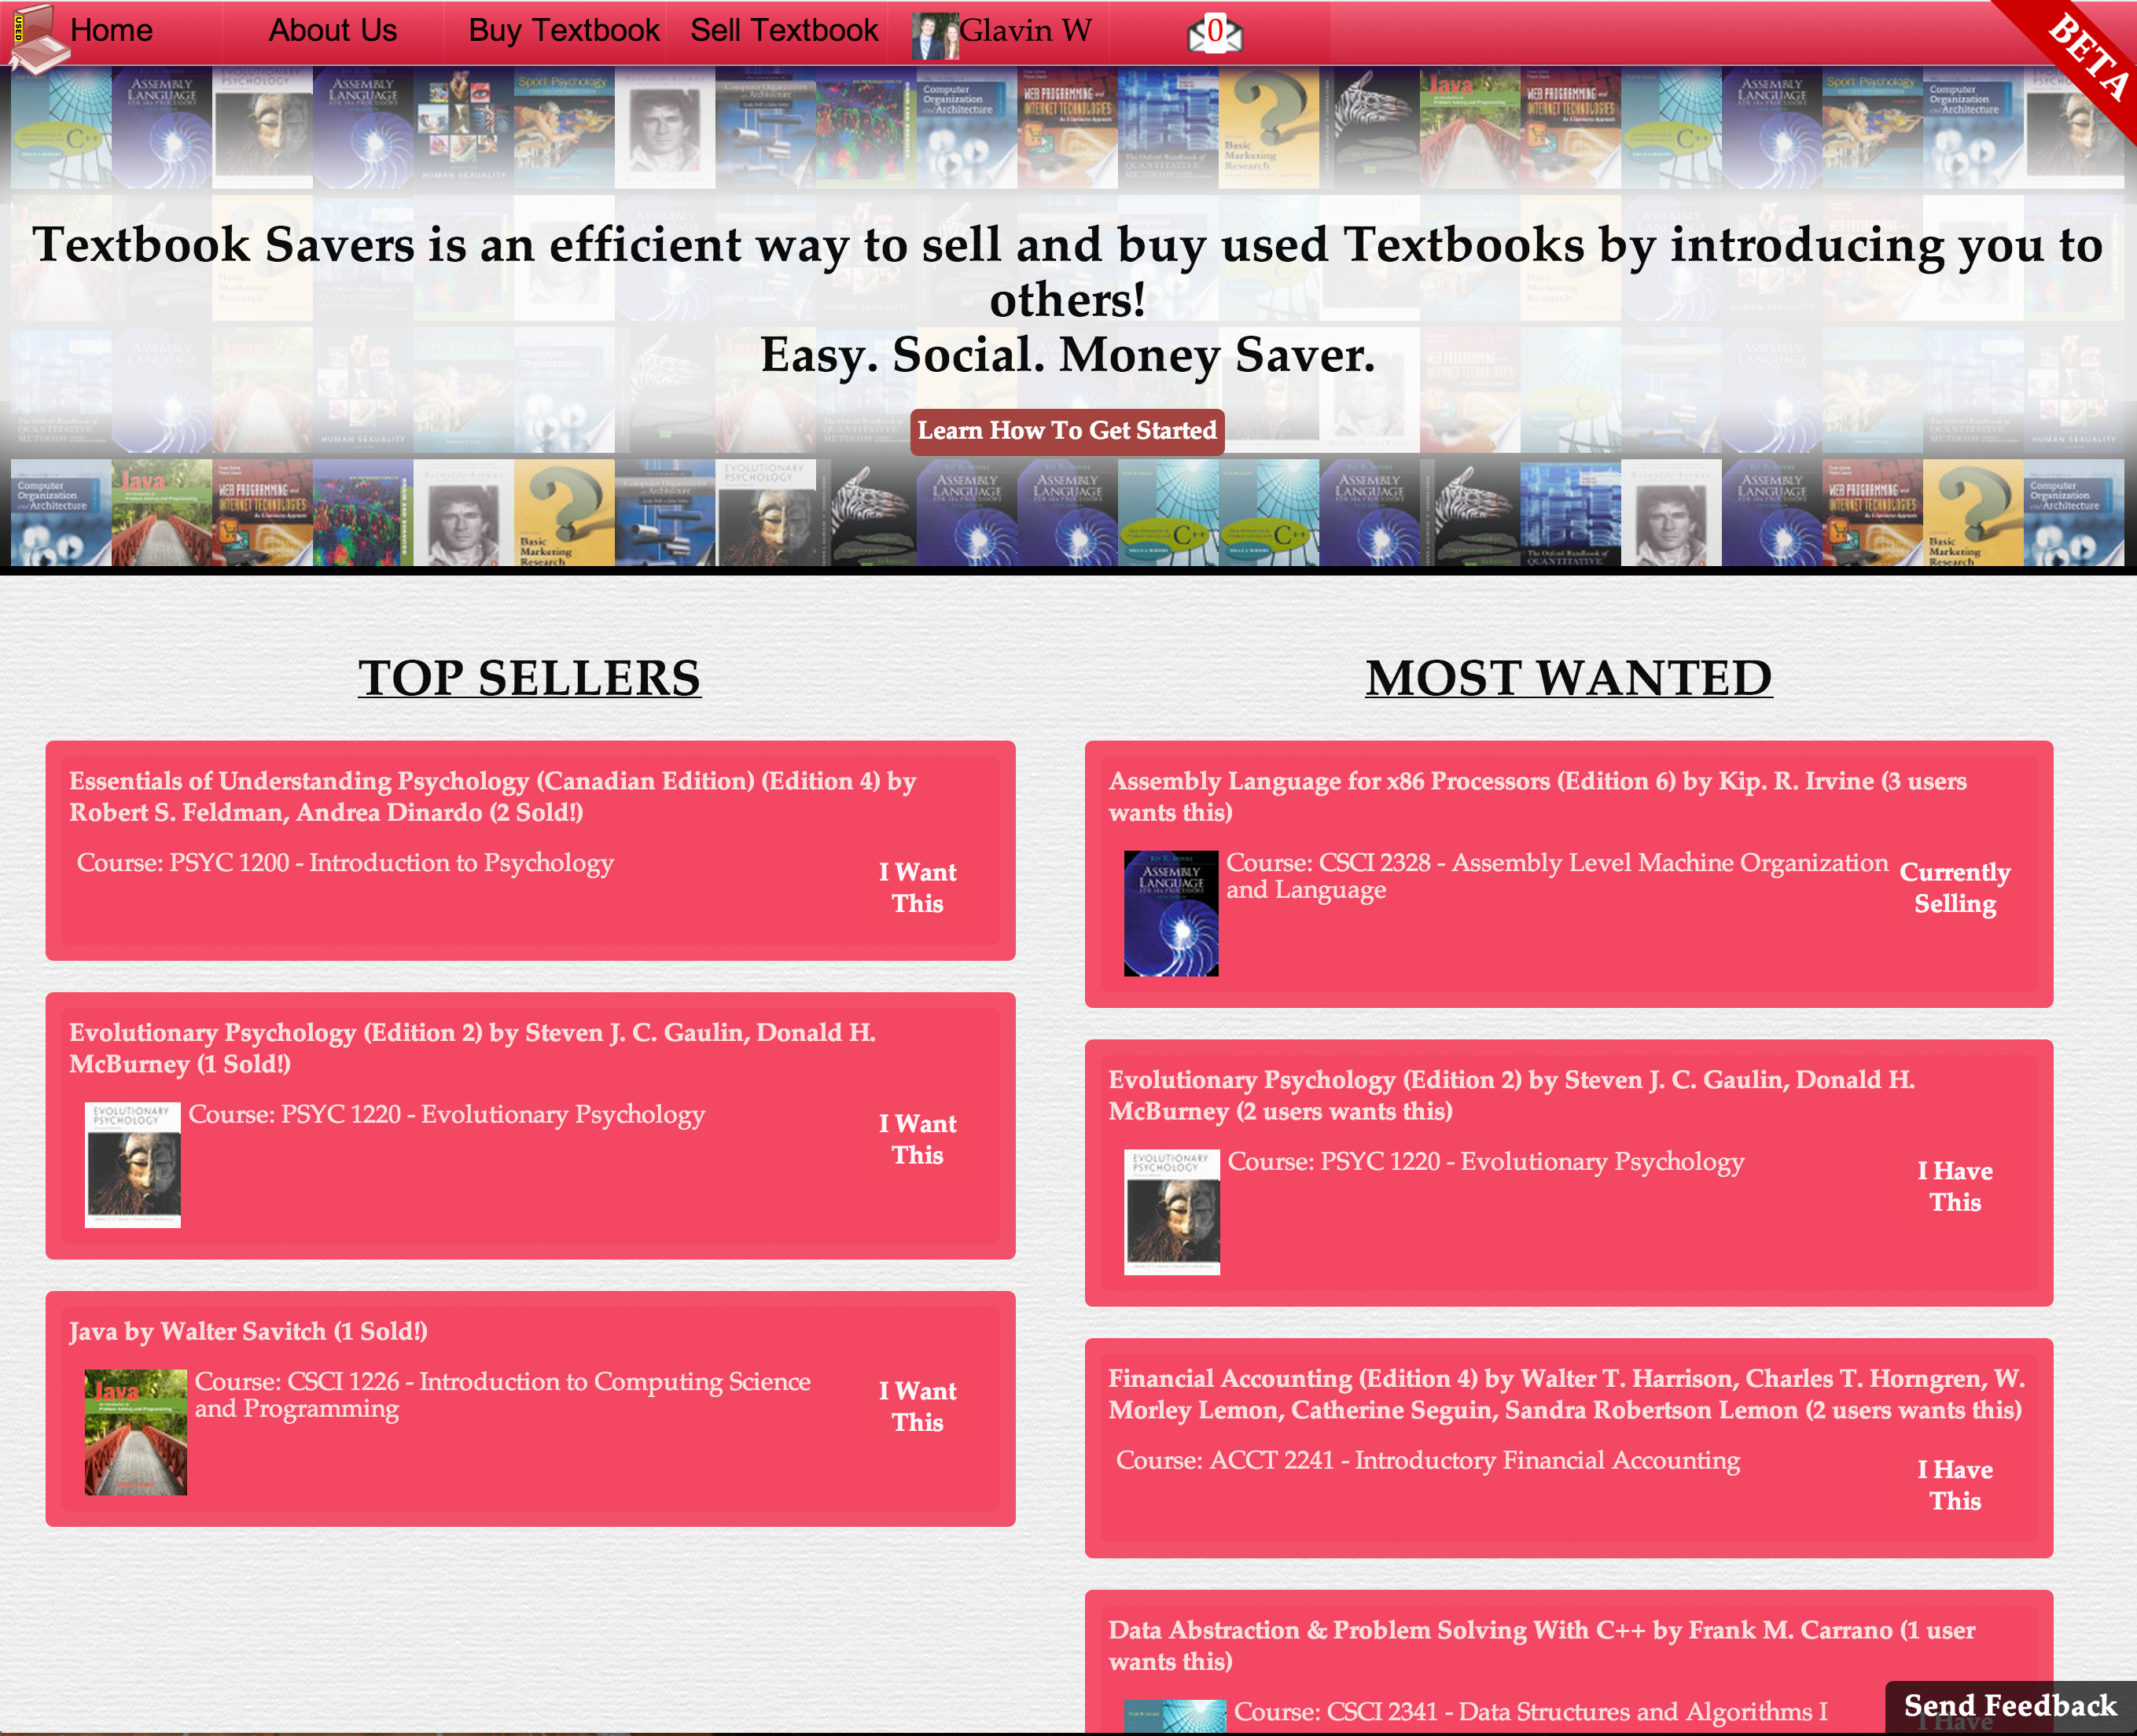 USED
Home
About Us
Buy Textbook
Sell Textbook
Glavin W
0
BETA
Textbook Savers is an efficient way to sell and buy used Textbooks by introducing you to
others!
Easy. Social. Money Saver.
Learn How To Get Started
TOP SELLERS
Essentials of Understanding Psychology (Canadian Edition) (Edition 4) by
Robert S. Feldman, Andrea Dinardo (2 Sold!)
Course: PSYC 1200 - Introduction to Psychology
I Want
This
Evolutionary Psychology (Edition 2) by Steven J. C. Gaulin, Donald H.
McBurney (1 Sold!)
EVOLUTIONARY
PSYCHOLOGY
Course: PSYC 1220 - Evolutionary Psychology
I Want
This
Java by Walter Savitch (1 Sold!)
Java
Course: CSCI 1226 - Introduction to Computing Science
and Programming
I Want
This
MOST WANTED
Assembly Language for x86 Processors (Edition 6) by Kip. R. Irvine (3 users
wants this)
ASSEMBLY
LANGUAGE
Course: CSCI 2328 - Assembly Level Machine Organization
and Language
Currently
Selling
Evolutionary Psychology (Edition 2) by Steven J. C. Gaulin, Donald H.
McBurney (2 users wants this)
EVOLUTIONARY
PSYCHOLOGY
Course: PSYC 1220 - Evolutionary Psychology
I Have
This
Financial Accounting (Edition 4) by Walter T. Harrison, Charles T. Horngren, W.
Morley Lemon, Catherine Seguin, Sandra Robertson Lemon (2 users wants this)
Course: ACCT 2241 - Introductory Financial Accounting
I Have
This
Data Abstraction & Problem Solving With C++ by Frank M. Carrano (1 user
wants this)
Course: CSCI 2341 - Data Structures and Algorithms I
I Have
Send Feedback